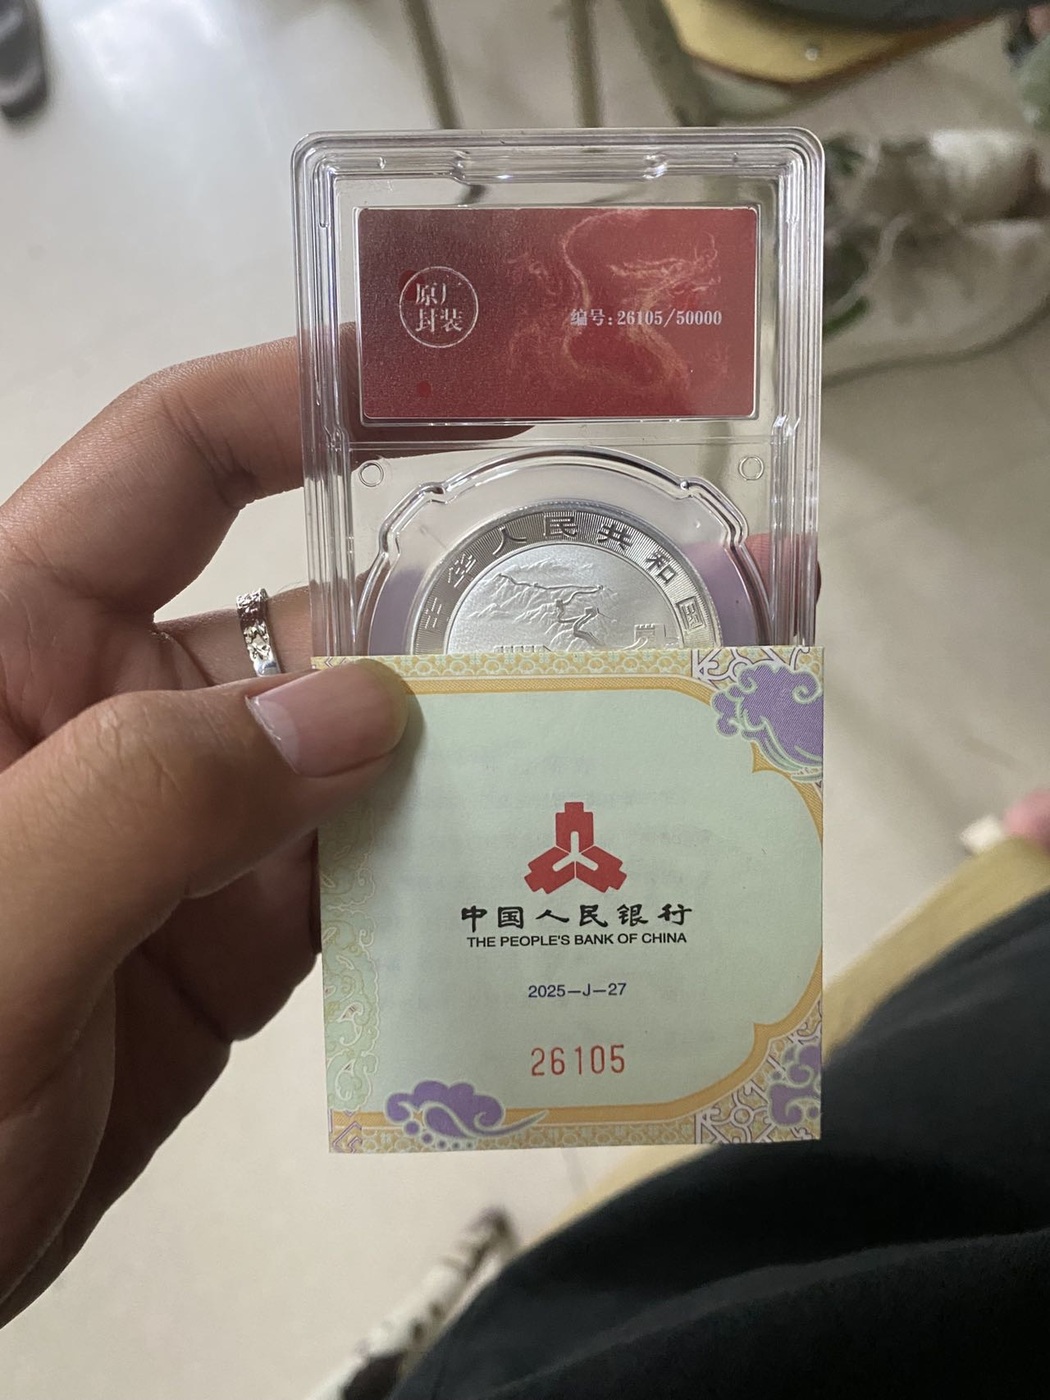 原厂
封装
编号:26105/50000
中华人民共和国
中国人民银行
THE PEOPLE'S BANK OF CHINA
2025—J—27
26105